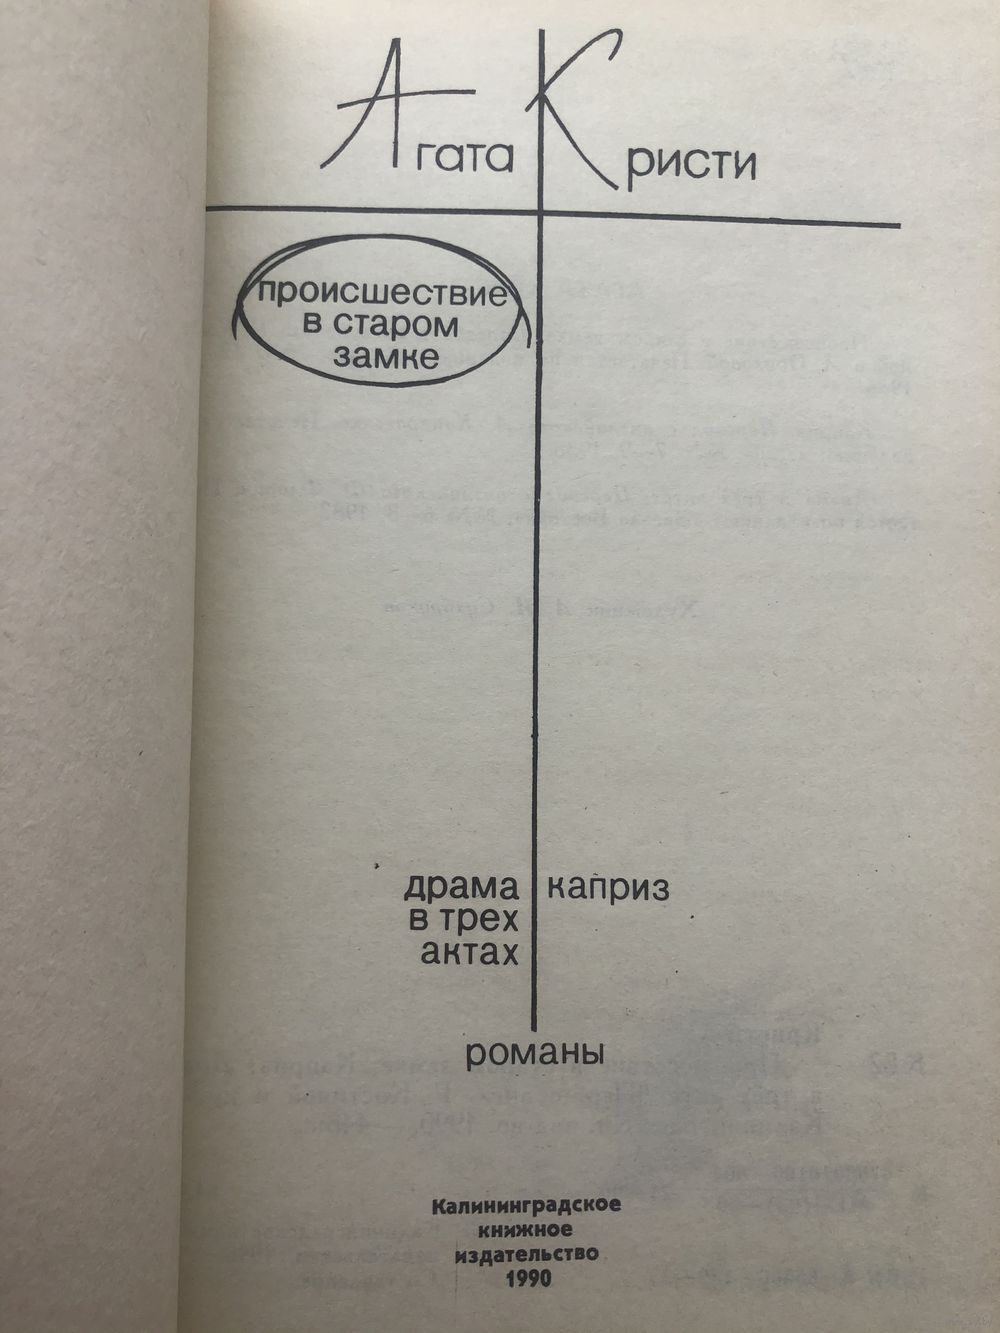 Агата Кристи
происшествие
в старом
замке
драма
в трех
актах
каприз
романы
Калининградское
книжное
издательство
1990